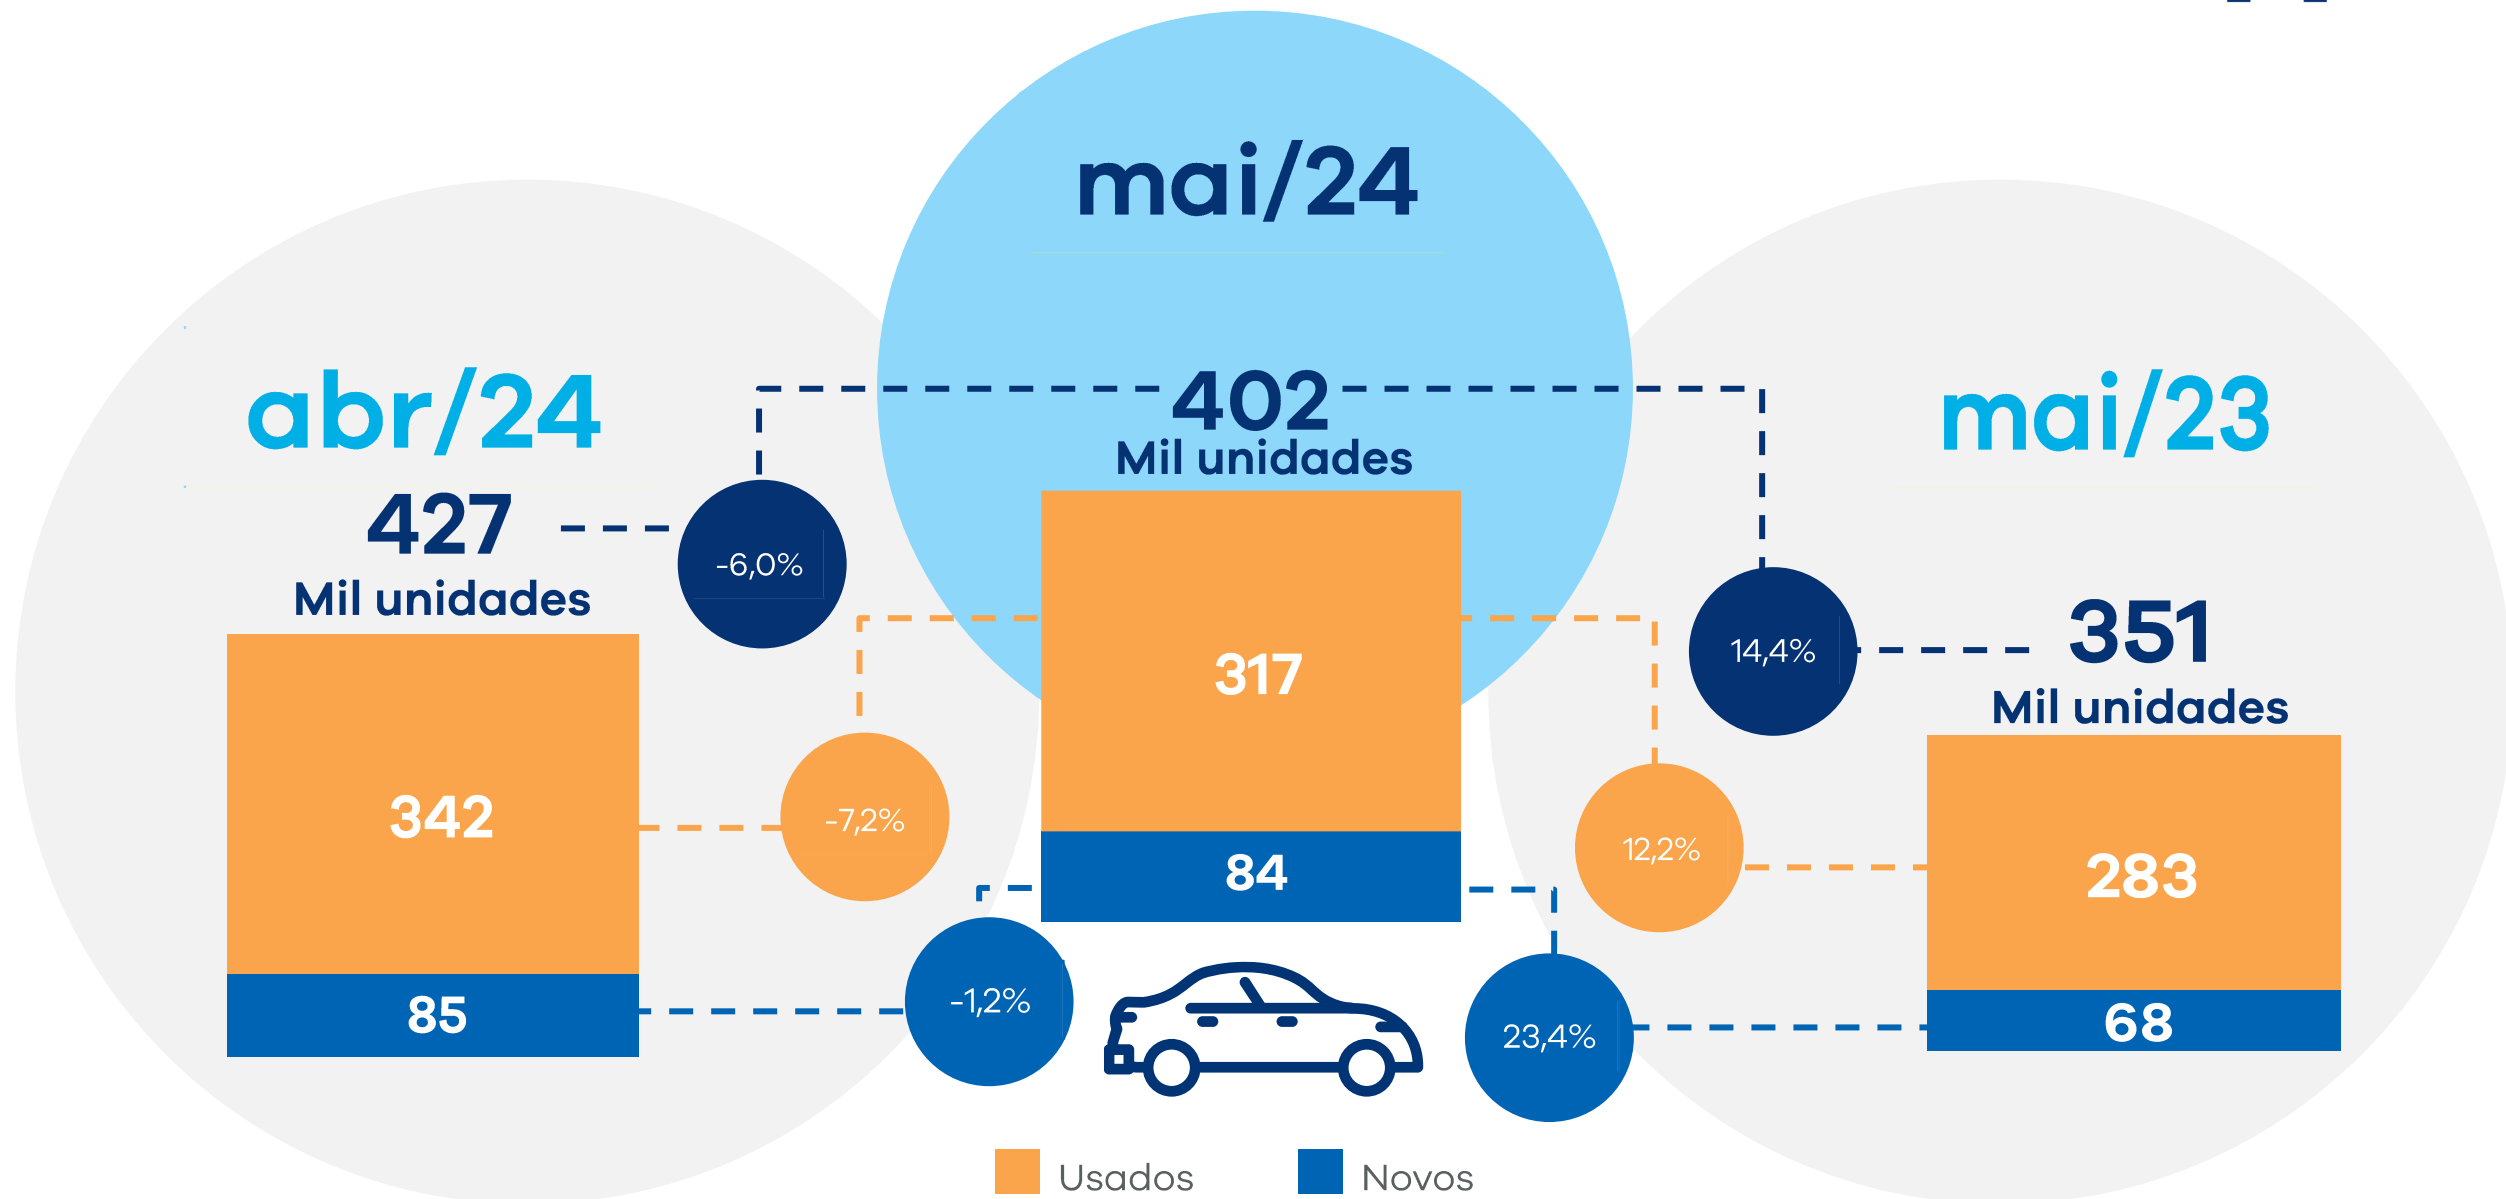 mai/24
402
Mil unidades
317
84
abr/24
427
Mil unidades
342
85
-6,0%
-7,2%
-1,2%
mai/23
351
Mil unidades
283
68
14,4%
12,2%
23,4%
Usados
Novos